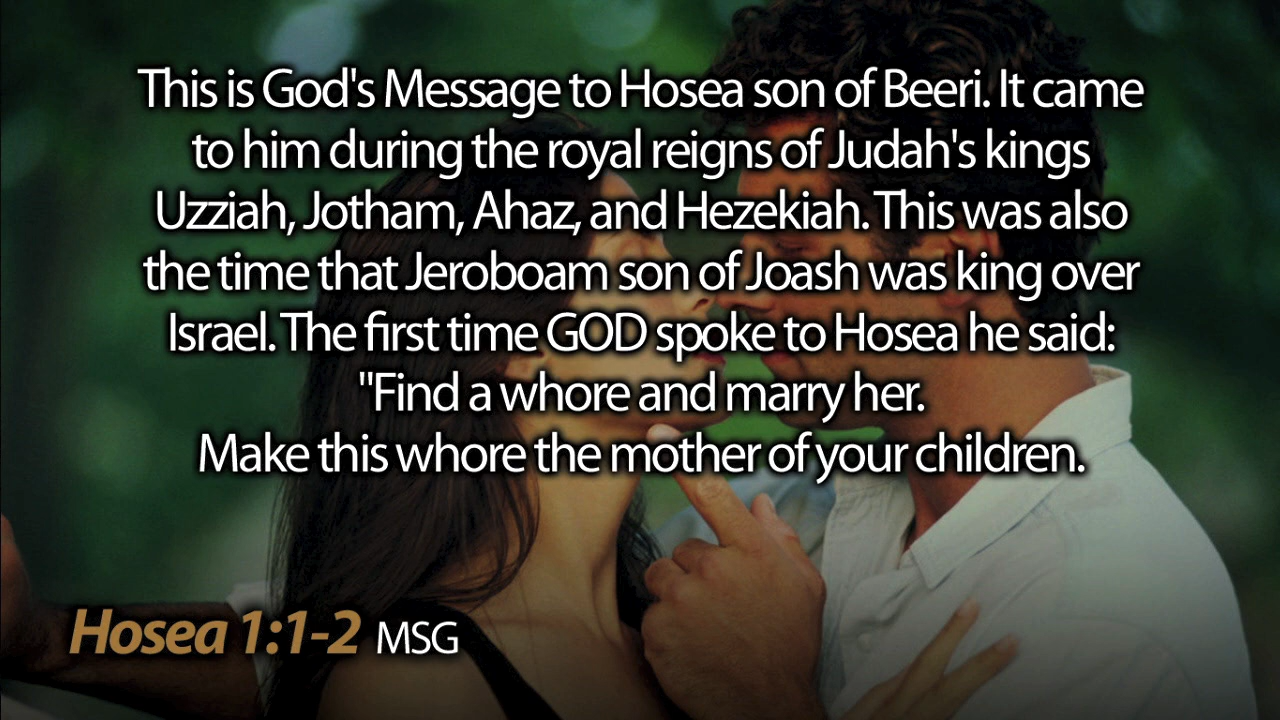 This is God's Message to Hosea son of Beeri. It came
to him during the royal reigns of Judah's kings
Uzziah, Jotham, Ahaz, and Hezekiah. This was also
the time that Jeroboam son of Joash was king over
Israel. The first time GOD spoke to Hosea he said:
"Find a whore and marry her.
Make this whore the mother of your children.
Hosea 1:1-2 MSG